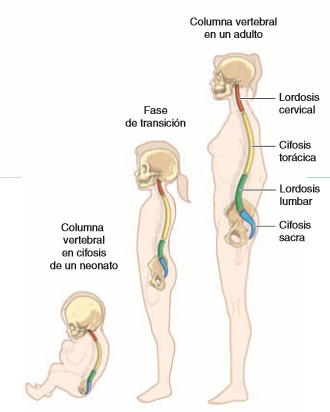 Columna vertebral
en un adulto
Lordosis
cervical
Fase
de transición
Cifosis
torácica
Lordosis
lumbar
Columna
vertebral
en cifosis
de un neonato
Cifosis
sacra